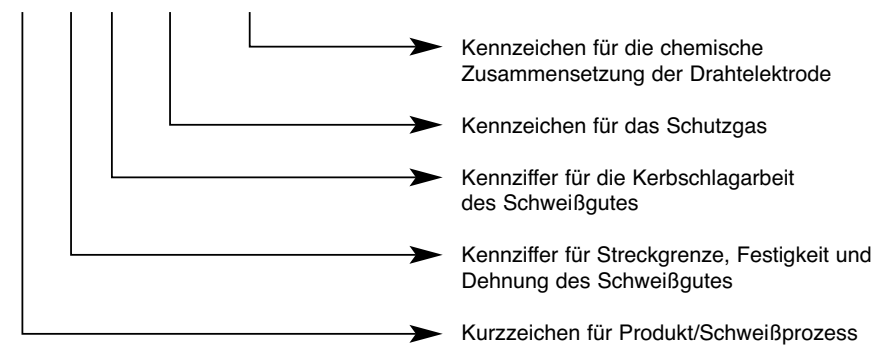 Kennzeichen für die chemische
Zusammensetzung der Drahtelektrode
Kennzeichen für das Schutzgas
Kennziffer für die Kerbschlagarbeit
des Schweißgutes
Kennziffer für Streckgrenze, Festigkeit und
Dehnung des Schweißgutes
Kurzzeichen für Produkt/Schweißprozess